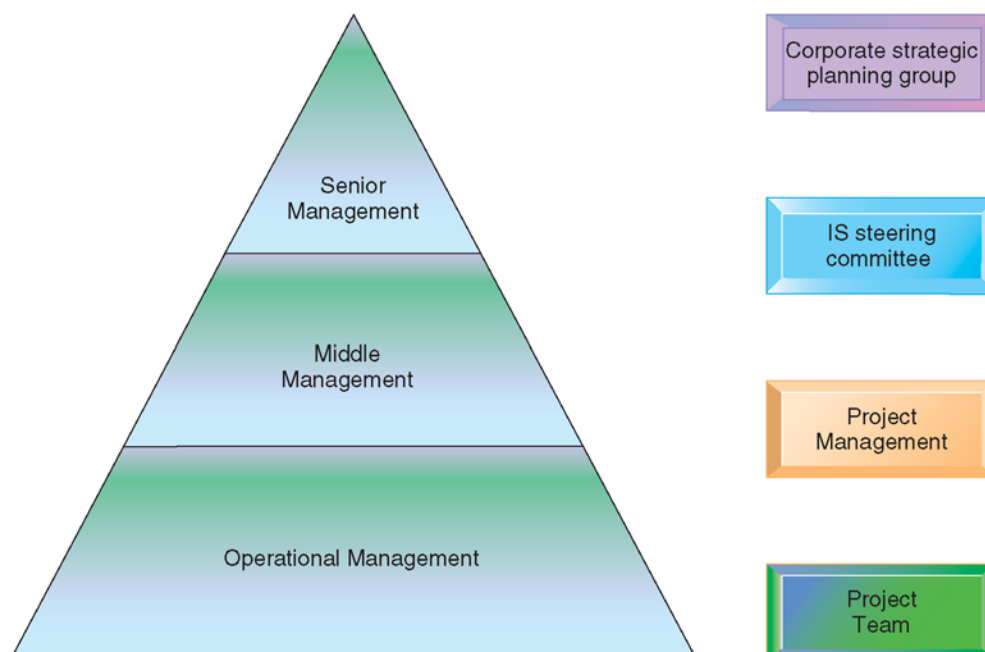 Senior
Management
Middle
Management
Operational Management
Corporate strategic
planning group
IS steering
committee
Project
Management
Project
Team